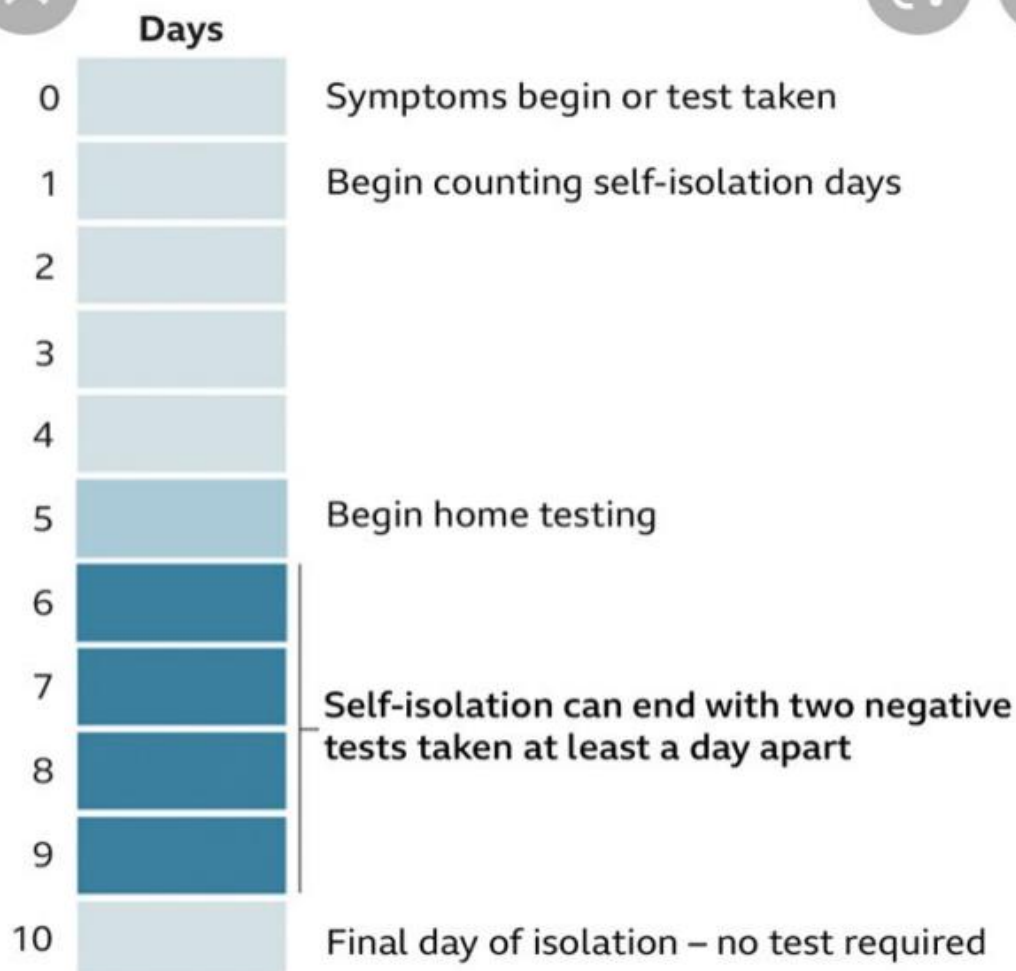 Days
0 Symptoms begin or test taken
1 Begin counting self-isolation days
2
3
4
5 Begin home testing
6
7
Self-isolation can end with two negative
tests taken at least a day apart
8
9
10 Final day of isolation – no test required